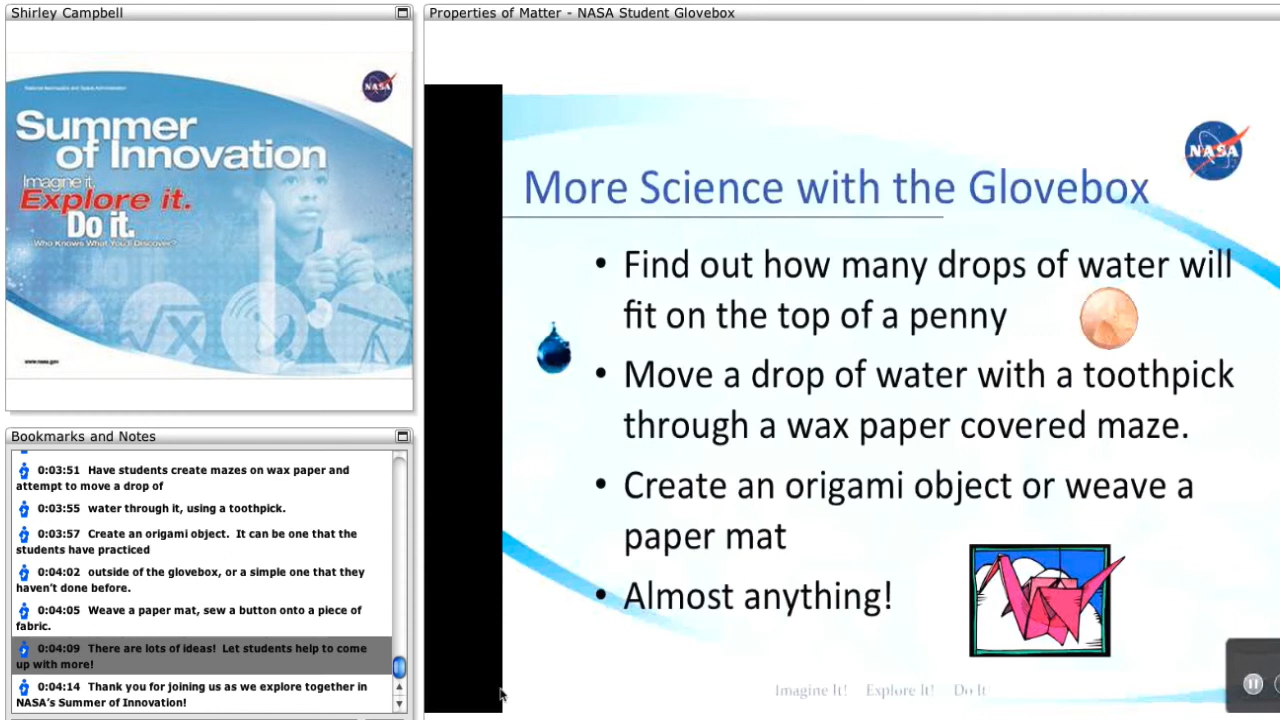 Shirley Campbell
NASA
Summer
of Innovation
Imagine it.
Explore it.
Do it.
Who Knows What You'll Discover?
www.nasa.gov
Bookmarks and Notes
0:03:51 Have students create mazes on wax paper and
attempt to move a drop of
0:03:55 water through it, using a toothpick.
0:03:57 Create an origami object. It can be one that the
students have practiced
0:04:02 outside of the glovebox, or a simple one that they
haven't done before.
0:04:05 Weave a paper mat, sew a button onto a piece of
fabric.
0:04:09 There are lots of ideas! Let students help to come
up with more!
0:04:14 Thank you for joining us as we explore together in
NASA's Summer of Innovation!
Properties of Matter - NASA Student Glovebox
NASA
More Science with the Glovebox
• Find out how many drops of water will
fit on the top of a penny
• Move a drop of water with a toothpick
through a wax paper covered maze.
• Create an origami object or weave a
paper mat
• Almost anything!
Imagine It! Explore It! Do It